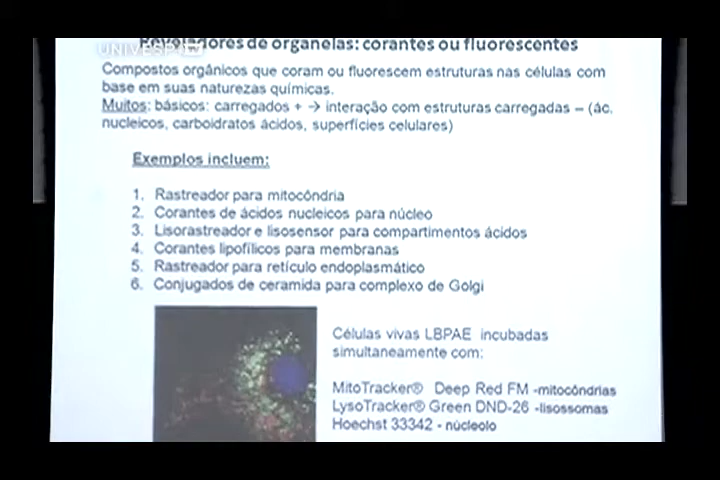 UNIVESP TV
Reveladores de organelas: corantes ou fluorescentes
Compostos orgânicos que coram ou fluorescem estruturas nas células com
base em suas naturezas químicas.
Muitos: básicos: carregados + → interação com estruturas carregadas – (ác.
nucleicos, carboidratos ácidos, superfícies celulares)
Exemplos incluem:
1. Rastreador para mitocôndria
2. Corantes de ácidos nucleicos para núcleo
3. Lisorastreador e lisosensor para compartimentos ácidos
4. Corantes lipofílicos para membranas
5. Rastreador para retículo endoplasmático
6. Conjugados de ceramida para complexo de Golgi
Células vivas LBPAE incubadas
simultaneamente com:
MitoTracker® Deep Red FM -mitocôndrias
LysoTracker® Green DND-26 -lisossomas
Hoechst 33342 - núcleolo